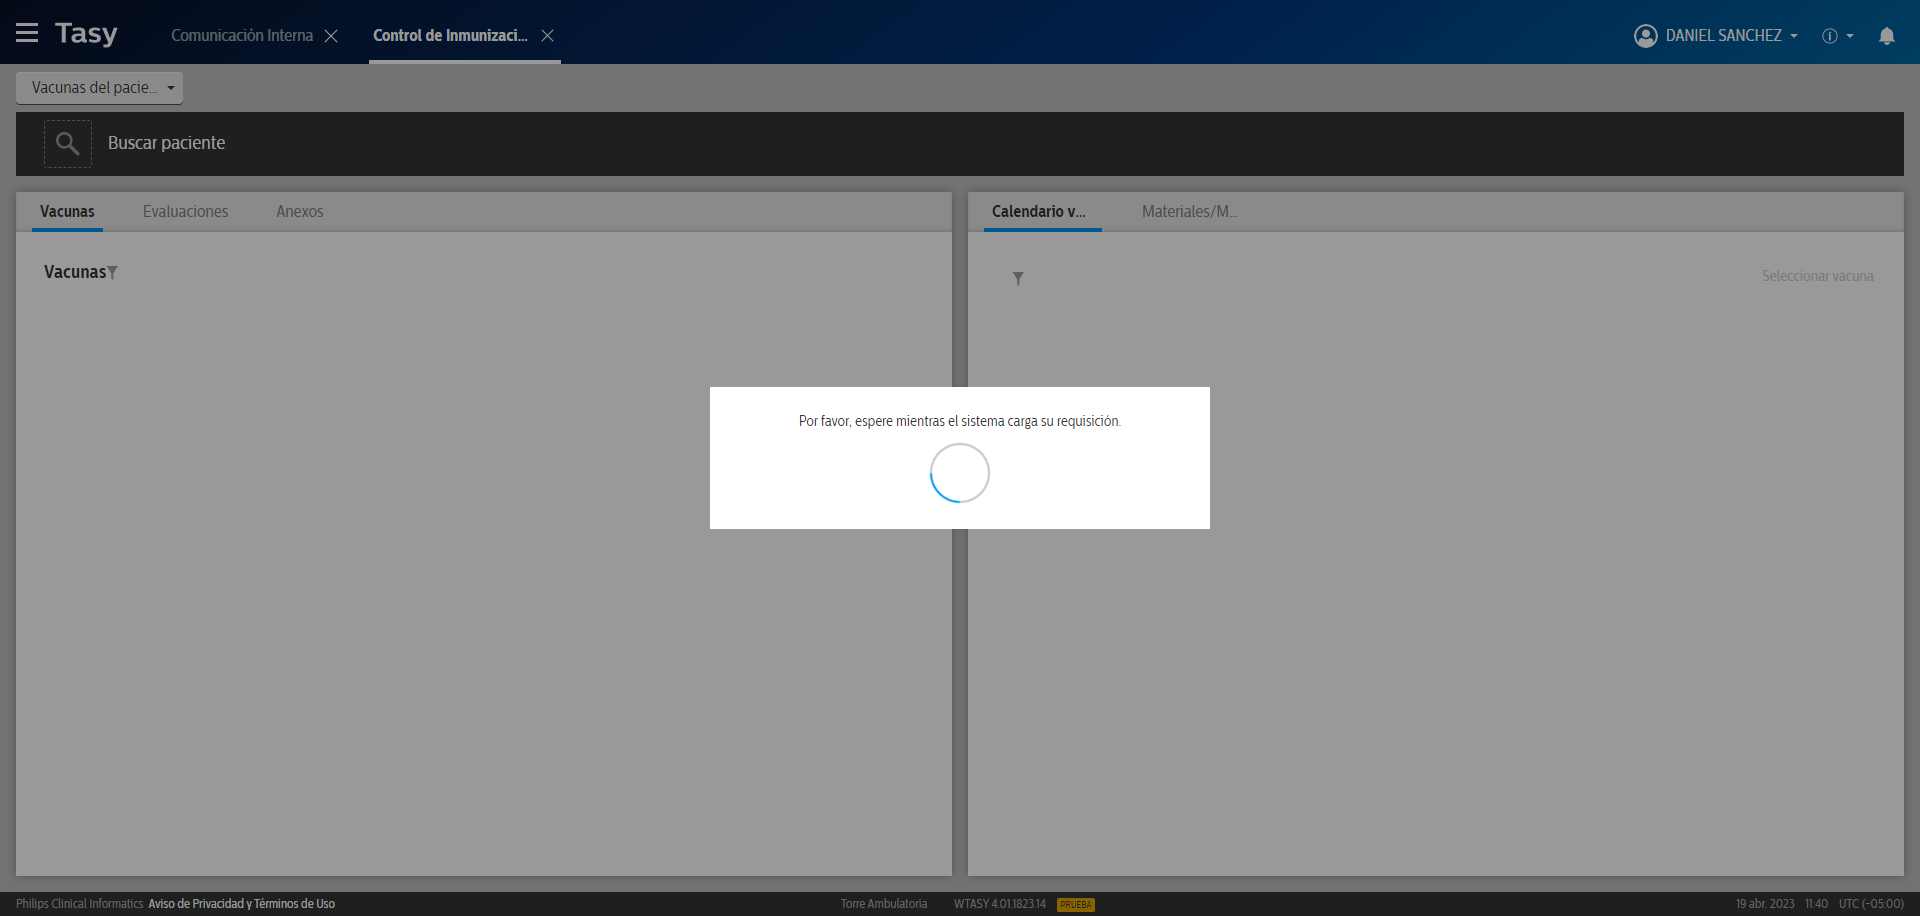 Tasy
Comunicación Interna
Control de Inmunizaci...
DANIEL SANCHEZ
Vacunas del pacie...
Buscar paciente
Vacunas
Evaluaciones
Anexos
Calendario v...
Materiales/M...
Vacunas
Seleccionar vacuna
Por favor, espere mientras el sistema carga su requisición.
Philips Clinical Informatics Aviso de Privacidad y Términos de Uso
Torre Ambulatoria
WTASY 4.01.1823.14
PRUEBA
19 abr. 2023 11:40 UTC (-05:00)